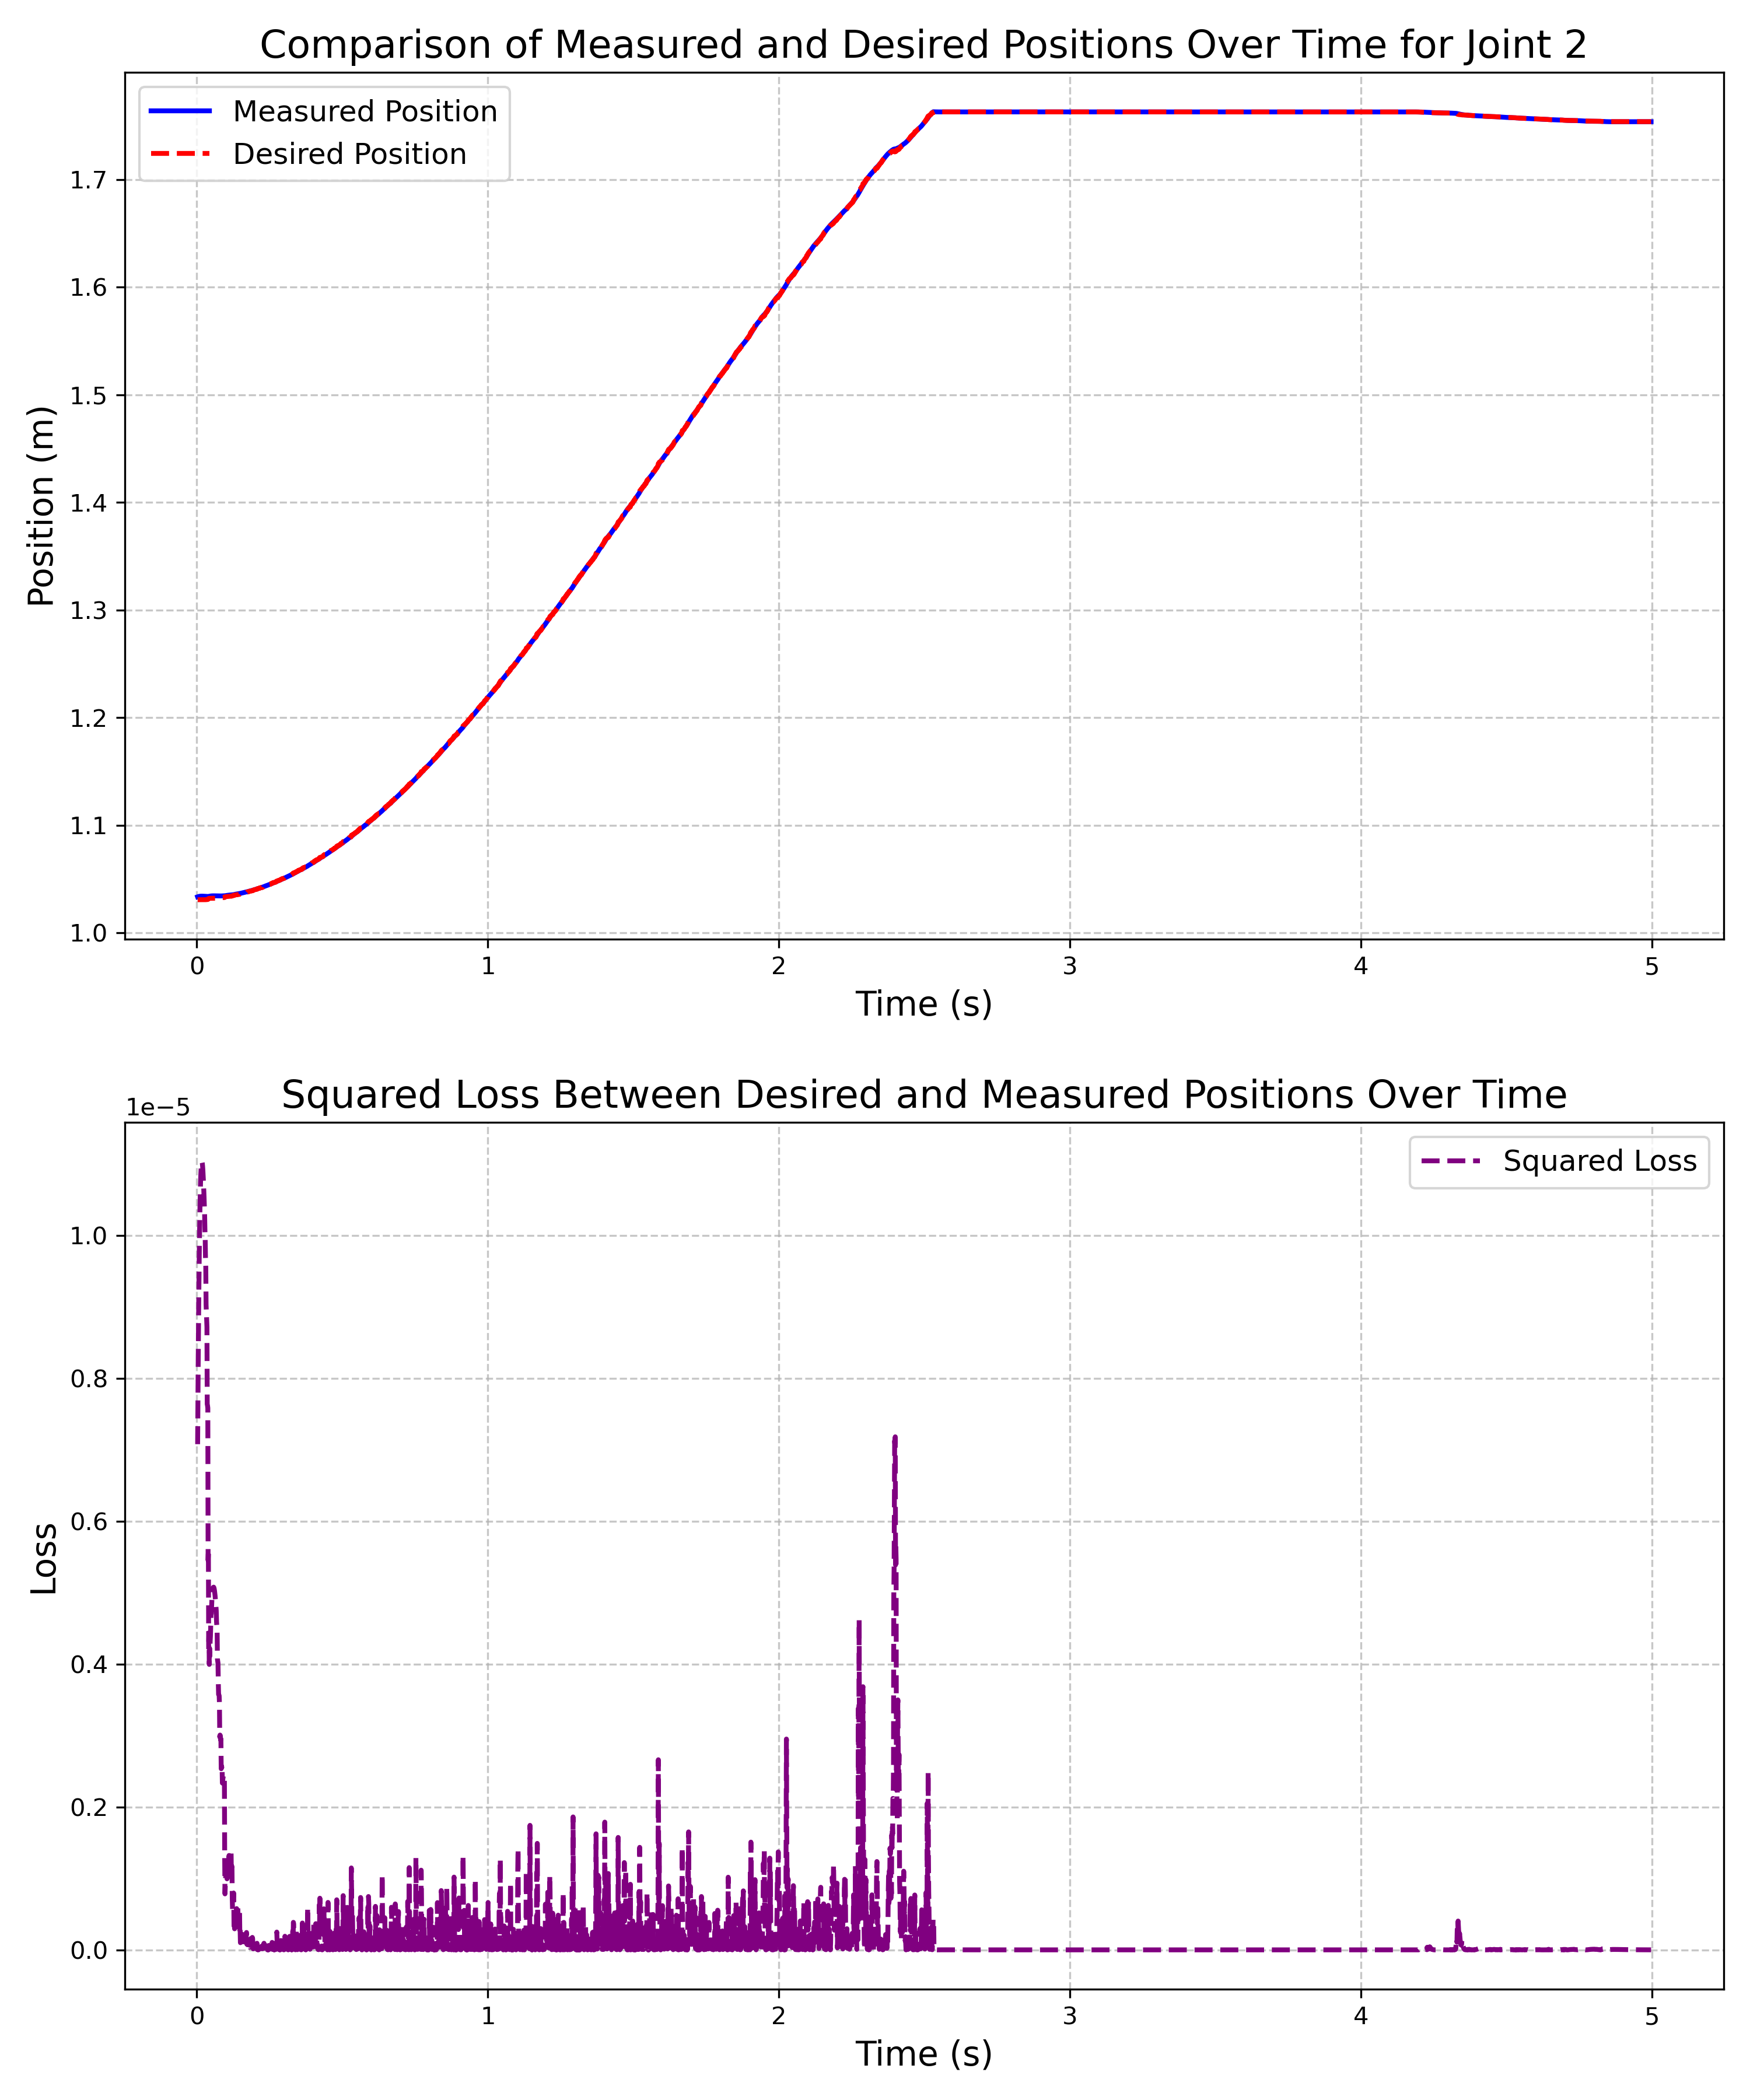 Comparison of Measured and Desired Positions Over Time for Joint 2
Measured Position
Desired Position
Position (m)
1.7
1.6
1.5
1.4
1.3
1.2
1.1
1.0
0 1 2 3 4 5
Time (s)
Squared Loss Between Desired and Measured Positions Over Time
1e−5
Squared Loss
Loss
1.0
0.8
0.6
0.4
0.2
0.0
0 1 2 3 4 5
Time (s)